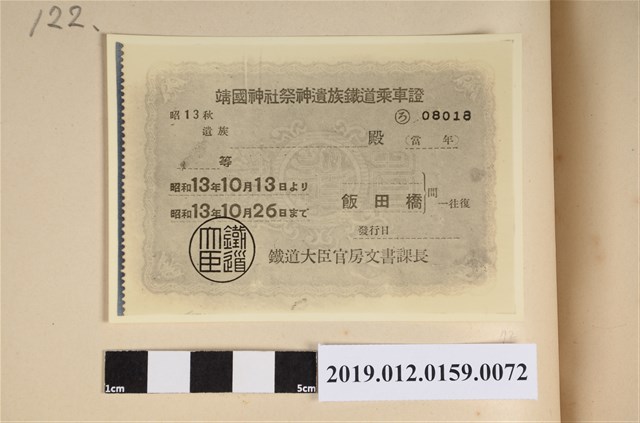 122.
靖國神社祭神遺族鐵道乘車證
昭13秋
ろ 08018
遺族 殿 (當 年)
等
昭和13年10月13日より
昭和13年10月26日まで
飯田橋 間 一往復
發行日
鐵道大臣
鐵道大臣官房文書課長
1cm 5cm
2019.012.0159.0072